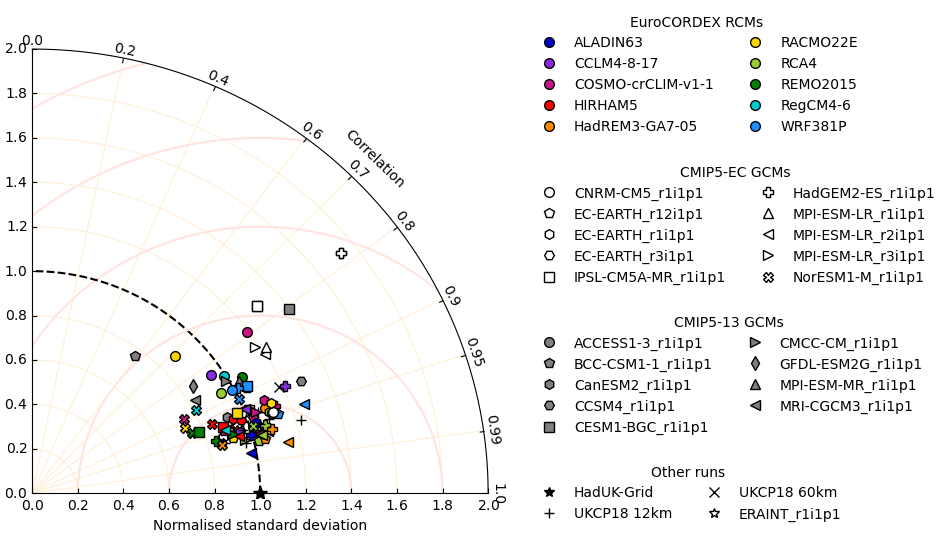 0.0
0.2
0.4
0.6
0.7
0.8
0.9
0.95
0.99
1.0
Correlation
2.0
1.8
1.6
1.4
1.2
1.0
0.8
0.6
0.4
0.2
0.0
0.0 0.2 0.4 0.6 0.8 1.0 1.2 1.4 1.6 1.8 2.0
Normalised standard deviation
EuroCORDEX RCMs
ALADIN63 RACMO22E
CCLM4-8-17 RCA4
COSMO-crCLIM-v1-1 REMO2015
HIRHAM5 RegCM4-6
HadREM3-GA7-05 WRF381P
CMIP5-EC GCMs
CNRM-CM5_r1i1p1 HadGEM2-ES_r1i1p1
EC-EARTH_r12i1p1 MPI-ESM-LR_r1i1p1
EC-EARTH_r1i1p1 MPI-ESM-LR_r2i1p1
EC-EARTH_r3i1p1 MPI-ESM-LR_r3i1p1
IPSL-CM5A-MR_r1i1p1 NorESM1-M_r1i1p1
CMIP5-13 GCMs
ACCESS1-3_r1i1p1 CMCC-CM_r1i1p1
BCC-CSM1-1_r1i1p1 GFDL-ESM2G_r1i1p1
CanESM2_r1i1p1 MPI-ESM-MR_r1i1p1
CCSM4_r1i1p1 MRI-CGCM3_r1i1p1
CESM1-BGC_r1i1p1
Other runs
HadUK-Grid UKCP18 60km
UKCP18 12km ERAINT_r1i1p1